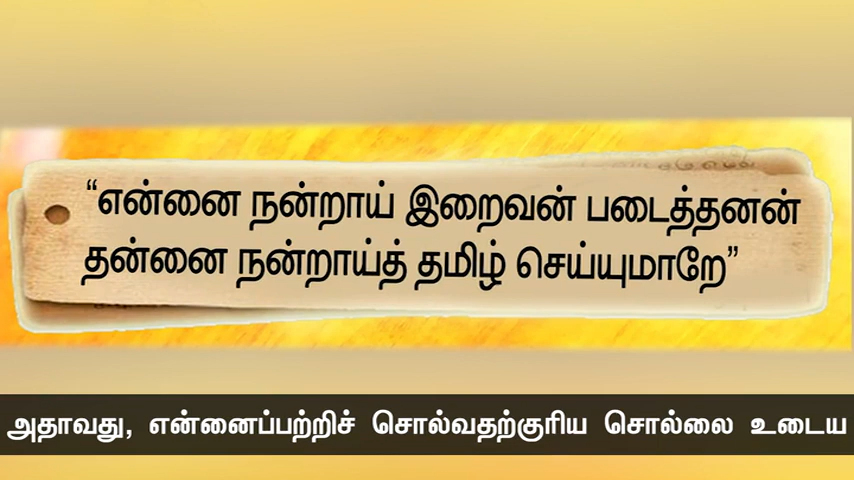 “என்னை நன்றாய் இறைவன் படைத்தனன்
தன்னை நன்றாய்த் தமிழ் செய்யுமாறே”
அதாவது, என்னைப்பற்றிச் சொல்வதற்குரிய சொல்லை உடைய